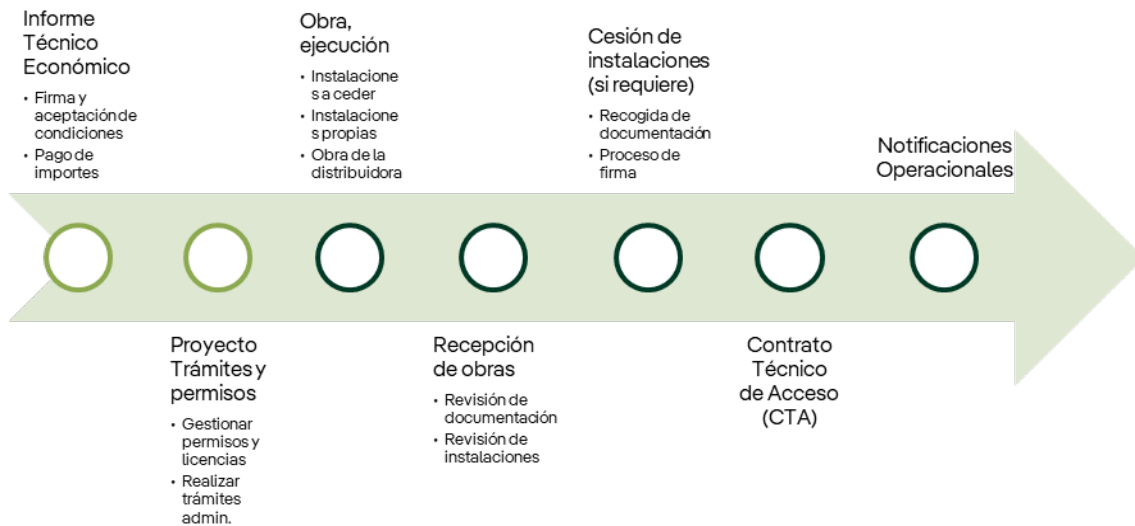 Informe
Técnico
Económico
• Firma y
aceptación de
condiciones
• Pago de
importes
Proyecto
Trámites y
permisos
• Gestionar
permisos y
licencias
• Realizar
trámites
admin.
Obra,
ejecución
• Instalacione
s a ceder
• Instalacione
s propias
• Obra de la
distribuidora
Recepción
de obras
• Revisión de
documentación
• Revisión de
instalaciones
Cesión de
instalaciones
(si requiere)
• Recogida de
documentación
• Proceso de
firma
Contrato
Técnico
de Acceso
(CTA)
Notificaciones
Operacionales